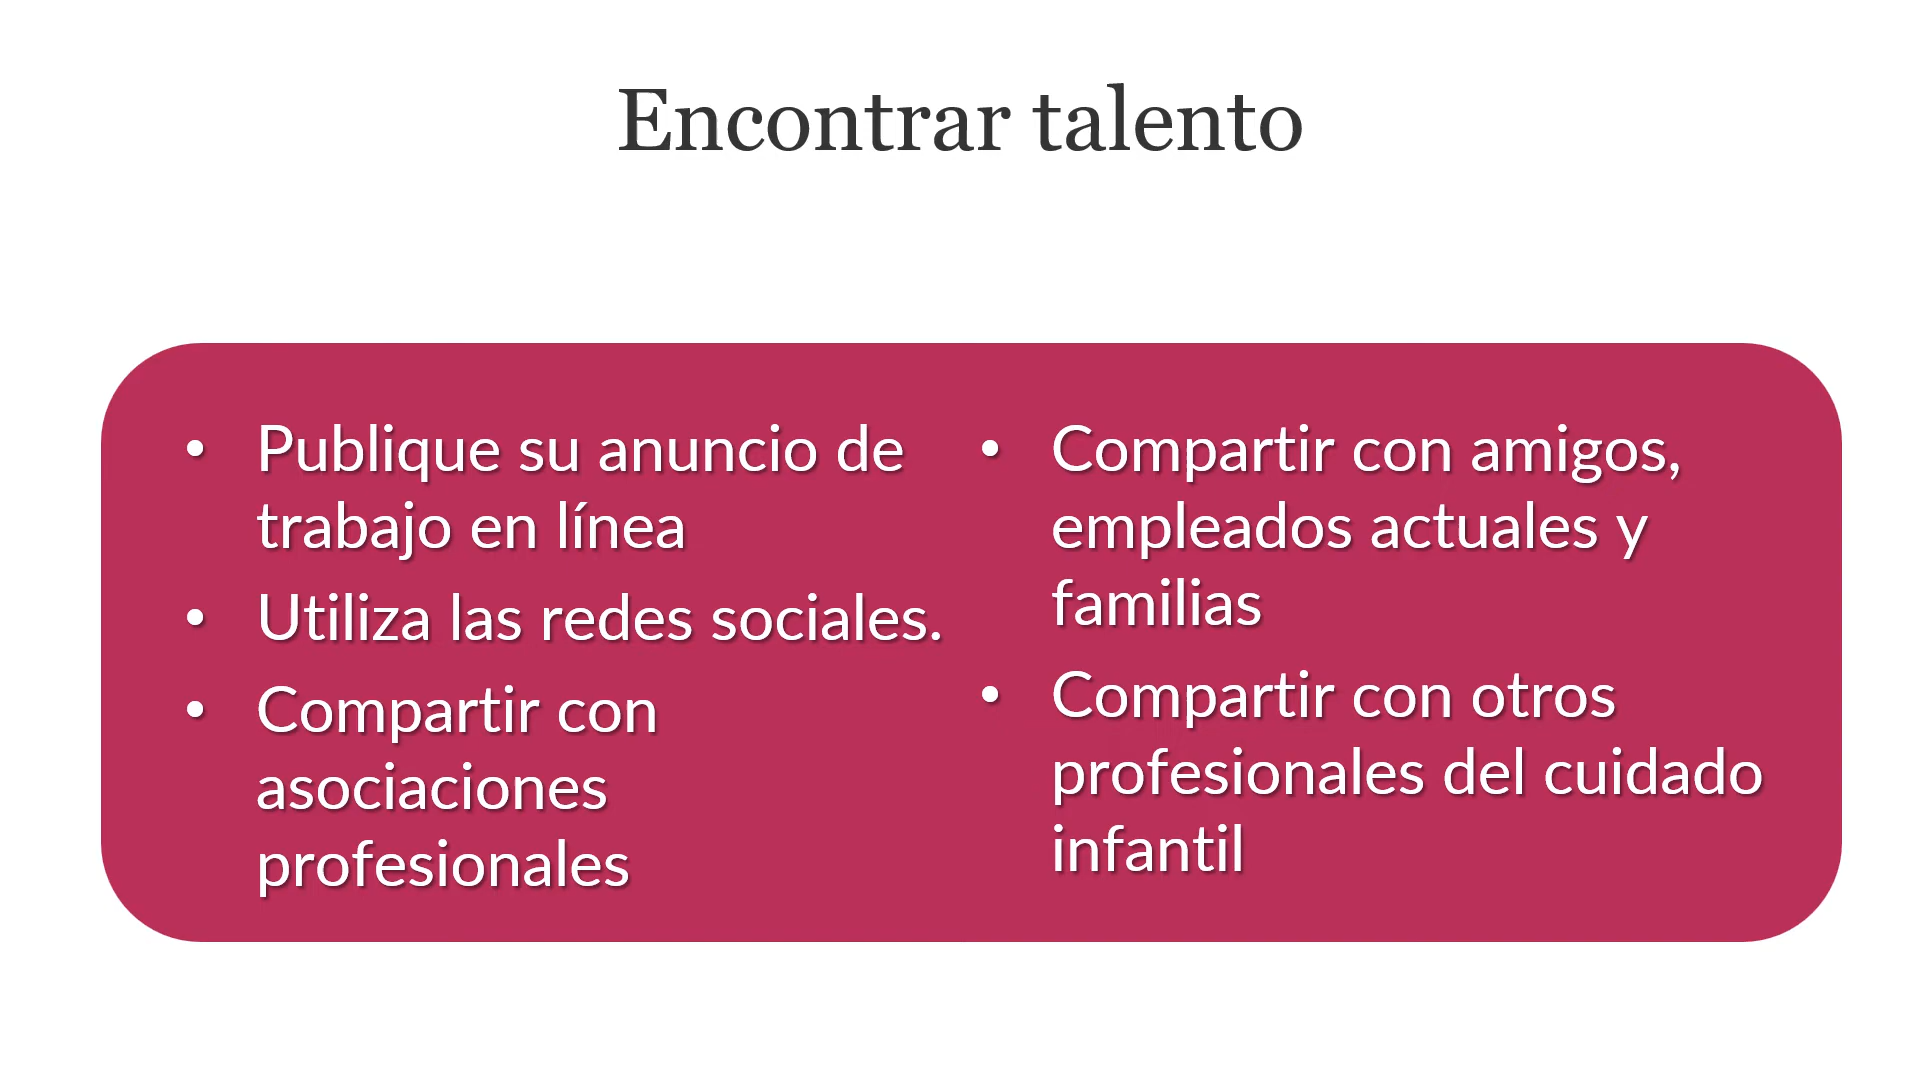 Encontrar talento
• Publique su anuncio de
trabajo en línea
• Utiliza las redes sociales.
• Compartir con
asociaciones
profesionales
• Compartir con amigos,
empleados actuales y
familias
• Compartir con otros
profesionales del cuidado
infantil